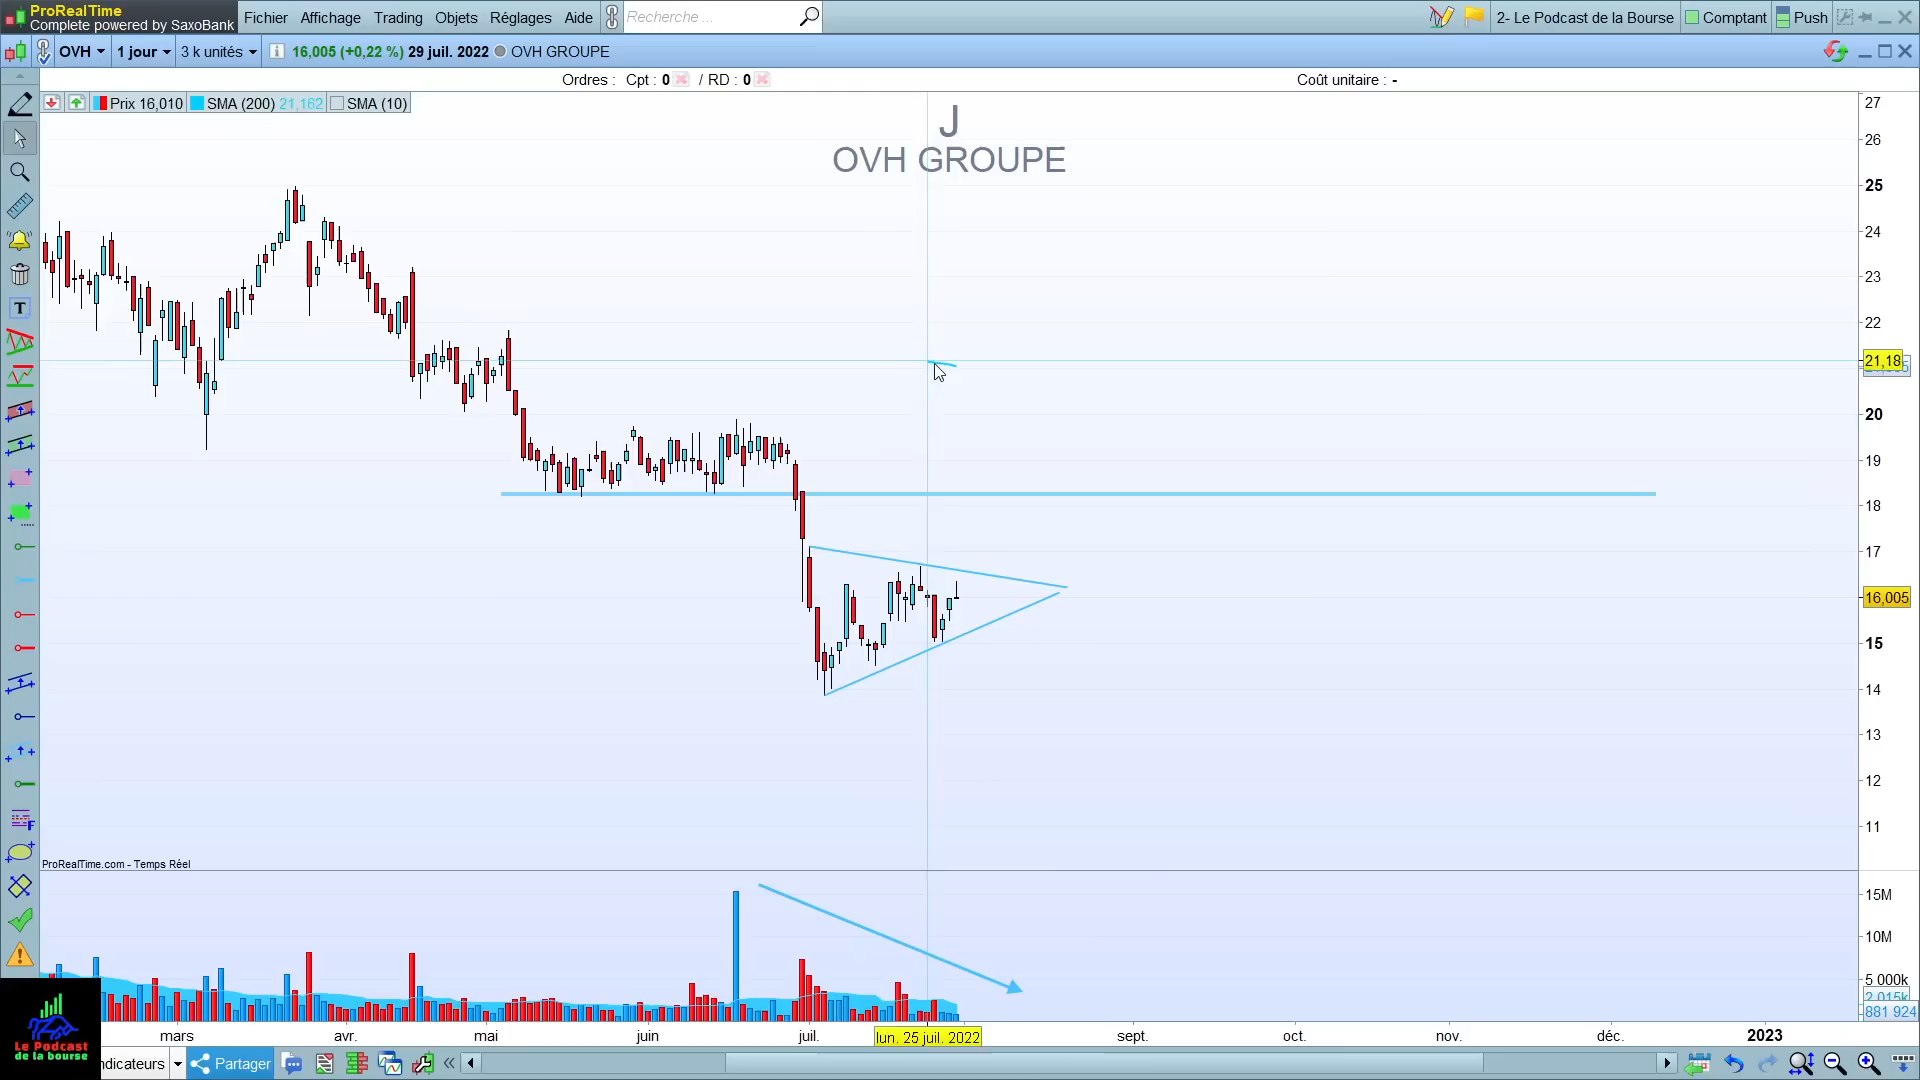 ProRealTime
Complete powered by SaxoBank
Fichier Affichage Trading Objets Réglages Aide
Recherche ...
2- Le Podcast de la Bourse
Comptant
Push
OVH
1 jour
3 k unités
16,005 (+0,22 %) 29 juil. 2022
OVH GROUPE
Ordres : Cpt : 0 / RD : 0
Coût unitaire : -
Prix 16,010
SMA (200) 21,162
SMA (10)
J
OVH GROUPE
27
26
25
24
23
22
21,18
20
19
18
17
16,005
15
14
13
12
11
T
F
ProRealTime.com - Temps Réel
15M
10M
5 000k
2 015k
881 924
mars avr. mai juin juil. lun. 25 juil. 2022 sept. oct. nov. déc. 2023
Le Podcast
de la bourse
ndicateurs
Partager